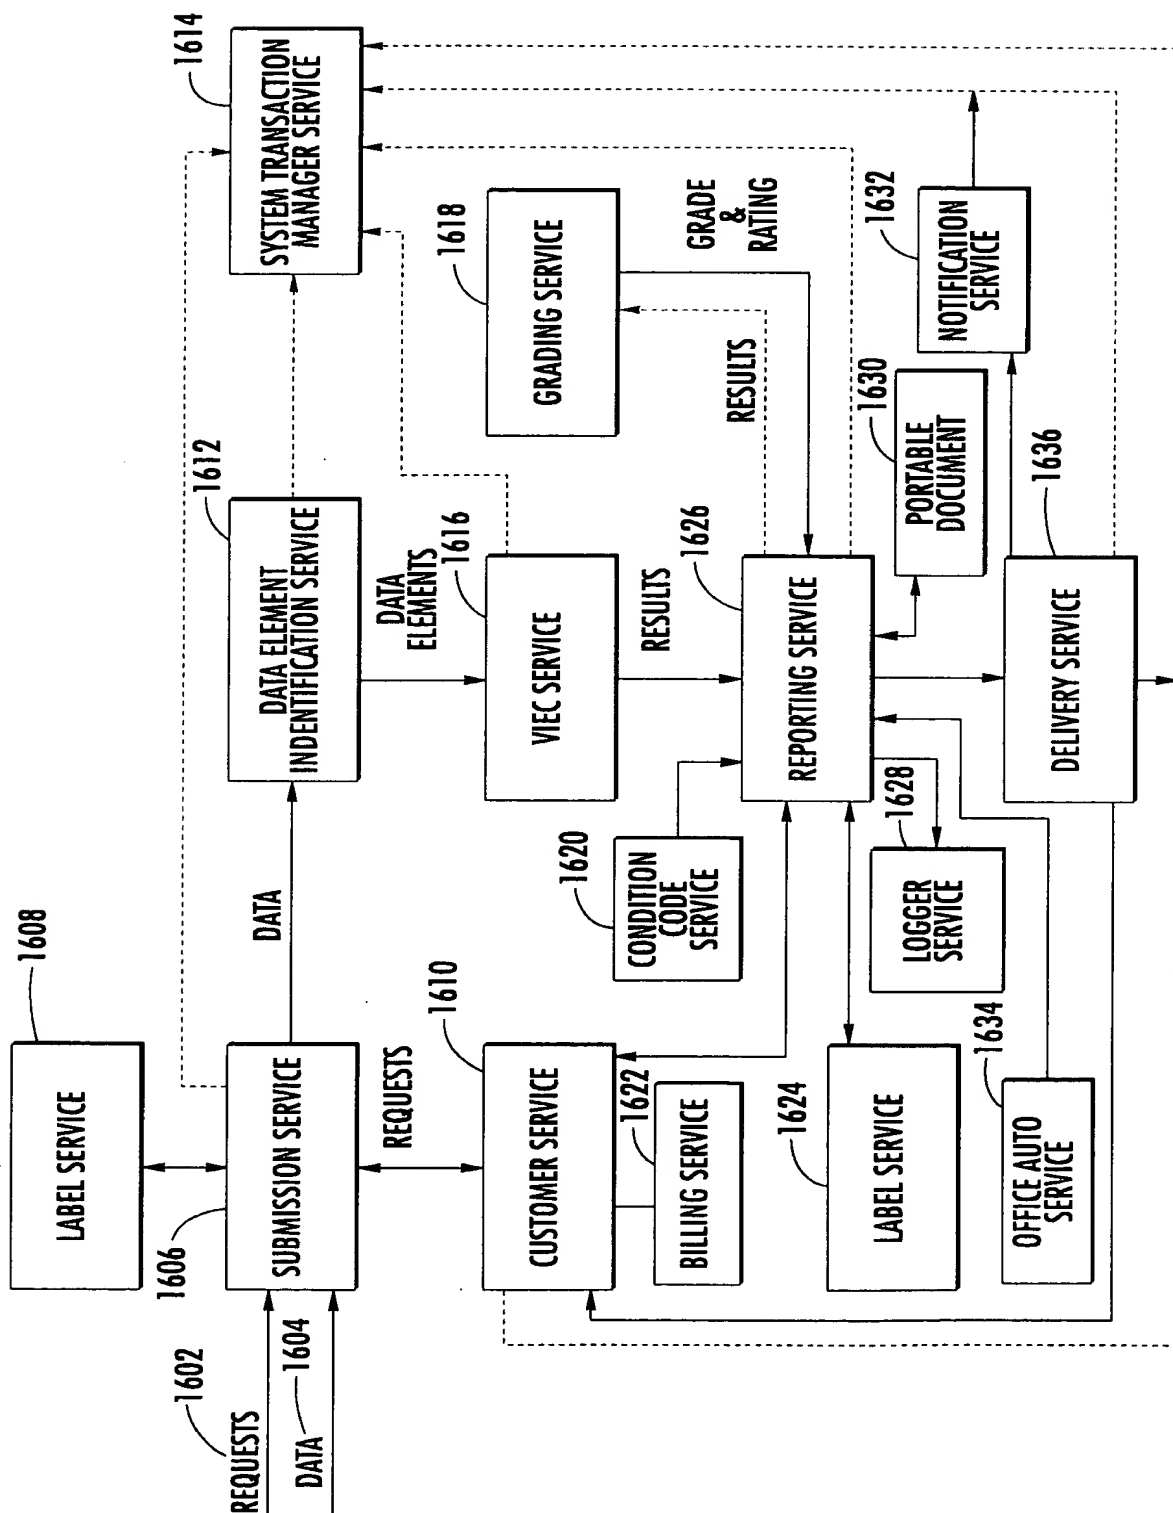 1602
REQUESTS
DATA
1604
1606
SUBMISSION SERVICE
LABEL SERVICE
1608
DATA
DATA ELEMENT
INDENTIFICATION SERVICE
1612
SYSTEM TRANSACTION
MANAGER SERVICE
1614
REQUESTS
CUSTOMER SERVICE
1610
BILLING SERVICE
1622
DATA
ELEMENTS
VIEC SERVICE
1616
GRADING SERVICE
1618
CONDITION
CODE
SERVICE
1620
RESULTS
RESULTS
GRADE
&
RATING
LABEL SERVICE
1624
REPORTING SERVICE
1626
LOGGER
SERVICE
1628
PORTABLE
DOCUMENT
1630
NOTIFICATION
SERVICE
1632
OFFICE AUTO
SERVICE
1634
DELIVERY SERVICE
1636